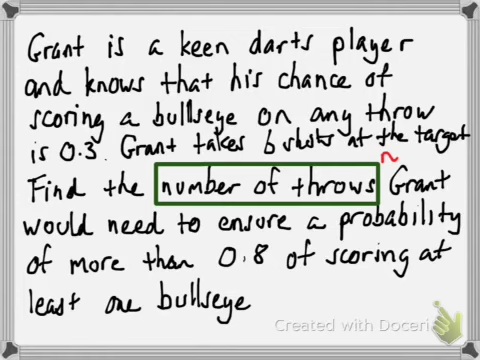 Grant is a keen darts player
and knows that his chance of
scoring a bullseye on any throw
is 0.3. Grant takes 6 shots at the target
Find the number of throws Grant
would need to ensure a probability
of more than 0.8 of scoring at
least one bullseye
Created with Doceri